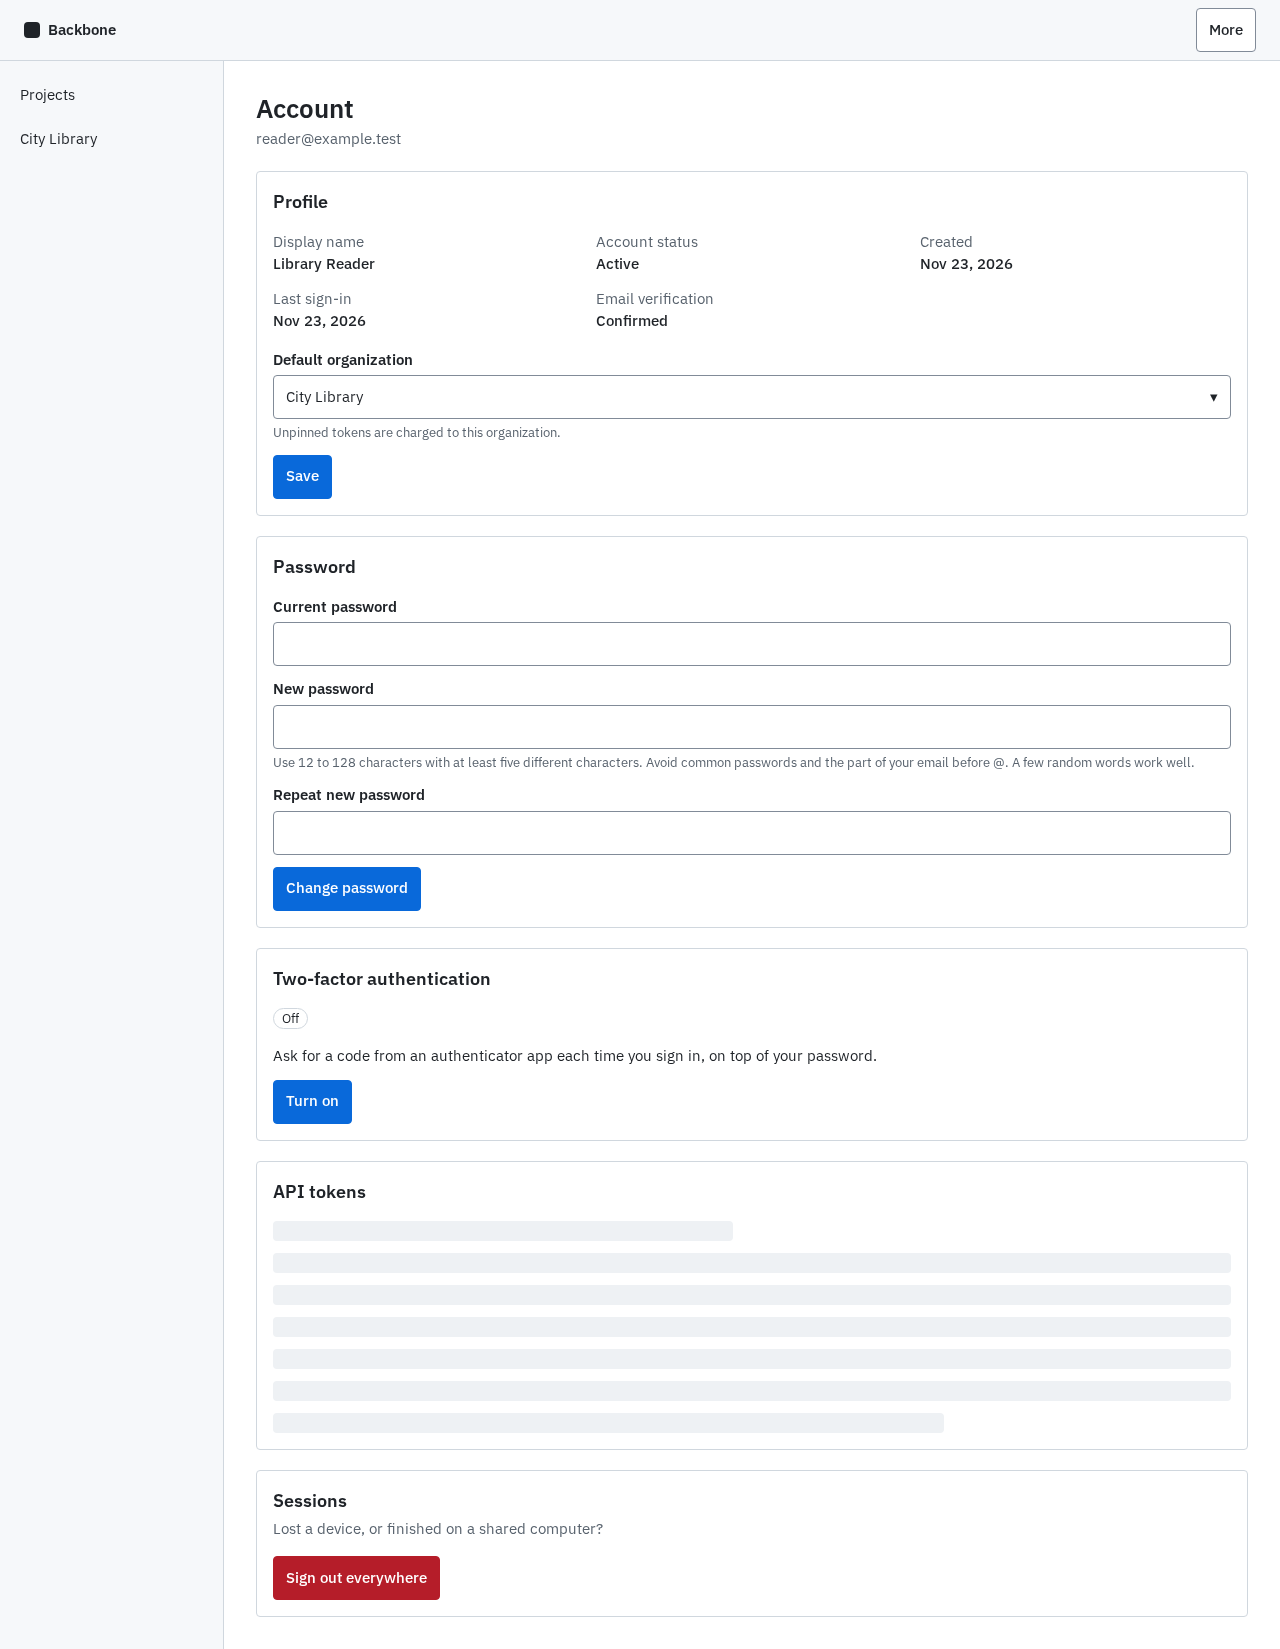 Backbone
More
Projects
City Library
Account
reader@example.test
Profile
Display name
Library Reader
Account status
Active
Created
Nov 23, 2026
Last sign-in
Nov 23, 2026
Email verification
Confirmed
Default organization
City Library
Unpinned tokens are charged to this organization.
Save
Password
Current password
New password
Use 12 to 128 characters with at least five different characters. Avoid common passwords and the part of your email before @. A few random words work well.
Repeat new password
Change password
Two-factor authentication
Off
Ask for a code from an authenticator app each time you sign in, on top of your password.
Turn on
API tokens
Sessions
Lost a device, or finished on a shared computer?
Sign out everywhere